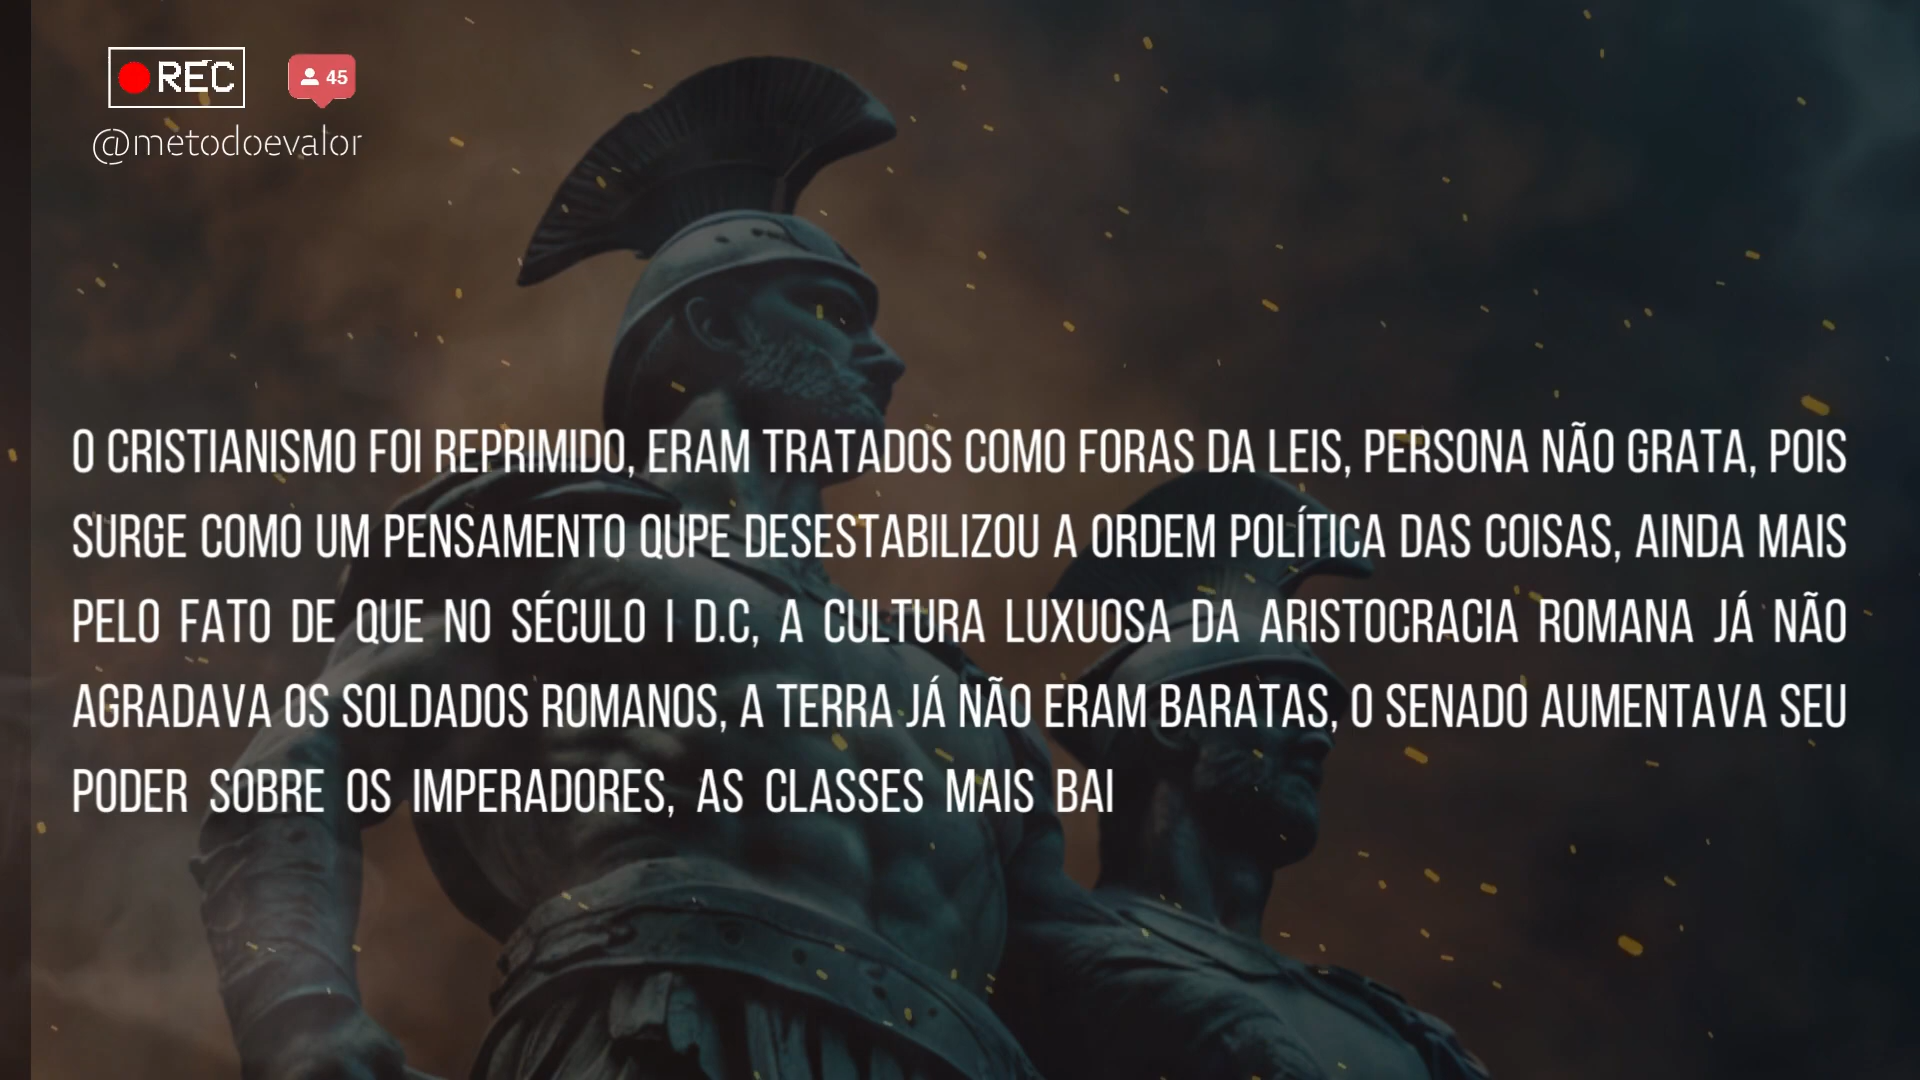 REC
45
@metodoevalor
O CRISTIANISMO FOI REPRIMIDO, ERAM TRATADOS COMO FORAS DA LEIS, PERSONA NÃO GRATA, POIS
SURGE COMO UM PENSAMENTO QUPE DESESTABILIZOU A ORDEM POLÍTICA DAS COISAS, AINDA MAIS
PELO FATO DE QUE NO SÉCULO I D.C, A CULTURA LUXUOSA DA ARISTOCRACIA ROMANA JÁ NÃO
AGRADAVA OS SOLDADOS ROMANOS, A TERRA JÁ NÃO ERAM BARATAS, O SENADO AUMENTAVA SEU
PODER SOBRE OS IMPERADORES, AS CLASSES MAIS BAI